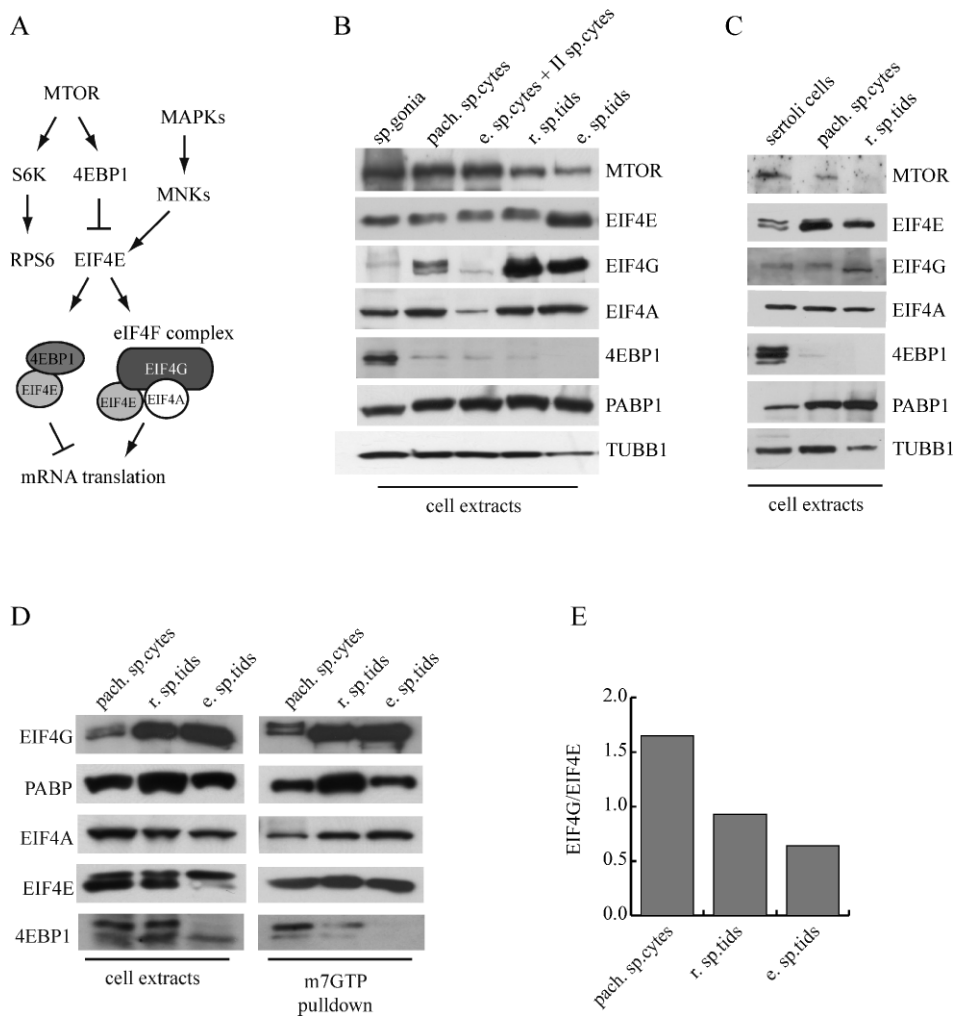 A
MTOR
MAPKs
S6K
4EBP1
MNKs
RPS6
EIF4E
eIF4F complex
4EBP1
EIF4E
EIF4G
EIF4E
EIF4A
mRNA translation
B
sp.gonia
pach. sp.cytes
e. sp.cytes + II sp.cytes
r. sp.tids
e. sp.tids
MTOR
EIF4E
EIF4G
EIF4A
4EBP1
PABP1
TUBB1
cell extracts
C
sertoli cells
pach. sp.cytes
r. sp.tids
MTOR
EIF4E
EIF4G
EIF4A
4EBP1
PABP1
TUBB1
cell extracts
D
pach. sp.cytes
r. sp.tids
e. sp.tids
pach. sp.cytes
r. sp.tids
e. sp.tids
EIF4G
PABP
EIF4A
EIF4E
4EBP1
cell extracts
m7GTP
pulldown
E
EIF4G/EIF4E
2.0
1.5
1.0
0.5
0.0
pach. sp.cytes
r. sp.tids
e. sp.tids